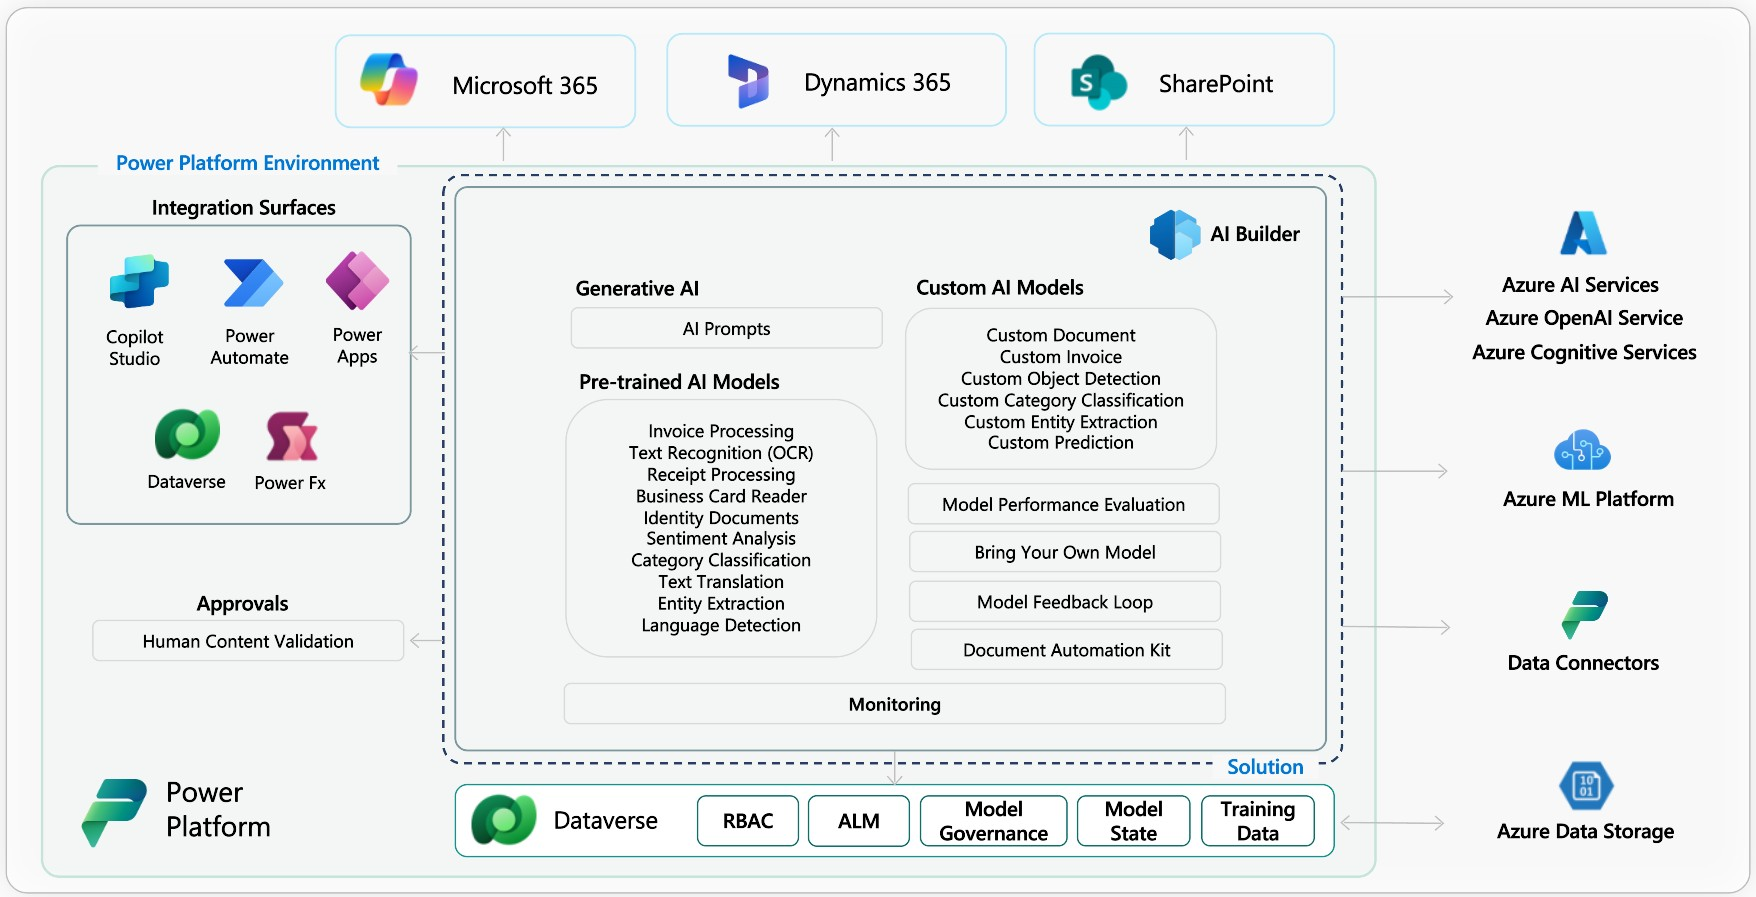 Microsoft 365
Dynamics 365
S
SharePoint
Power Platform Environment
Integration Surfaces
Copilot
Studio
Power
Automate
Power
Apps
Dataverse
Power Fx
Approvals
Human Content Validation
Power
Platform
AI Builder
Generative AI
AI Prompts
Pre-trained AI Models
Invoice Processing
Text Recognition (OCR)
Receipt Processing
Business Card Reader
Identity Documents
Sentiment Analysis
Category Classification
Text Translation
Entity Extraction
Language Detection
Custom AI Models
Custom Document
Custom Invoice
Custom Object Detection
Custom Category Classification
Custom Entity Extraction
Custom Prediction
Model Performance Evaluation
Bring Your Own Model
Model Feedback Loop
Document Automation Kit
Monitoring
Solution
Dataverse
RBAC
ALM
Model
Governance
Model
State
Training
Data
Azure AI Services
Azure OpenAI Service
Azure Cognitive Services
Azure ML Platform
Data Connectors
10
01
Azure Data Storage